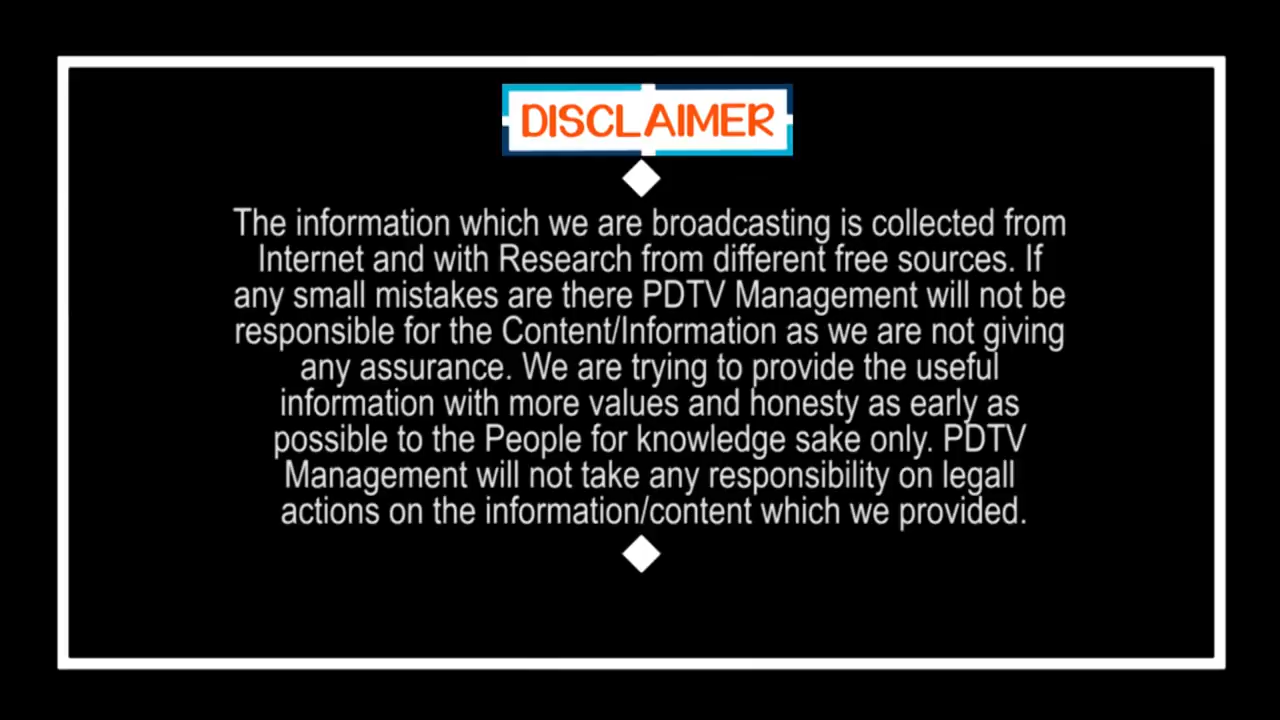 DISCLAIMER
The information which we are broadcasting is collected from
Internet and with Research from different free sources. If
any small mistakes are there PDTV Management will not be
responsible for the Content/Information as we are not giving
any assurance. We are trying to provide the useful
information with more values and honesty as early as
possible to the People for knowledge sake only. PDTV
Management will not take any responsibility on legall
actions on the information/content which we provided.